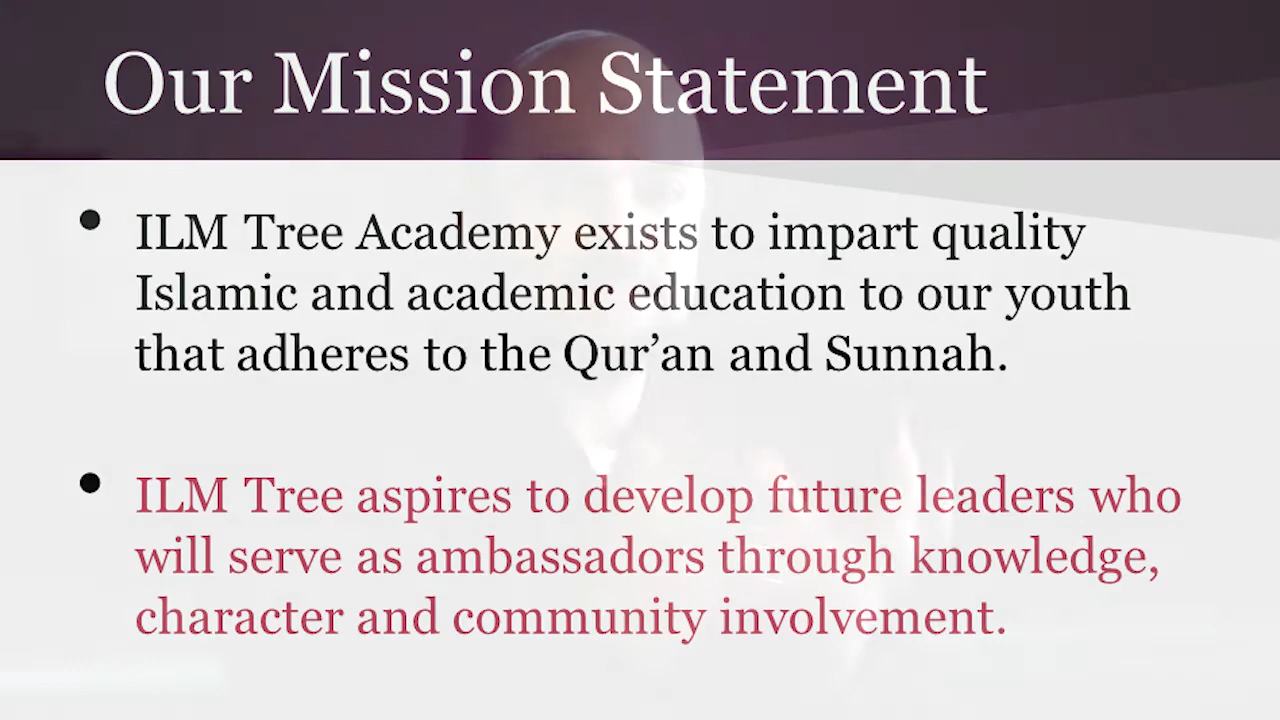 Our Mission Statement
• ILM Tree Academy exists to impart quality
Islamic and academic education to our youth
that adheres to the Qur’an and Sunnah.
• ILM Tree aspires to develop future leaders who
will serve as ambassadors through knowledge,
character and community involvement.